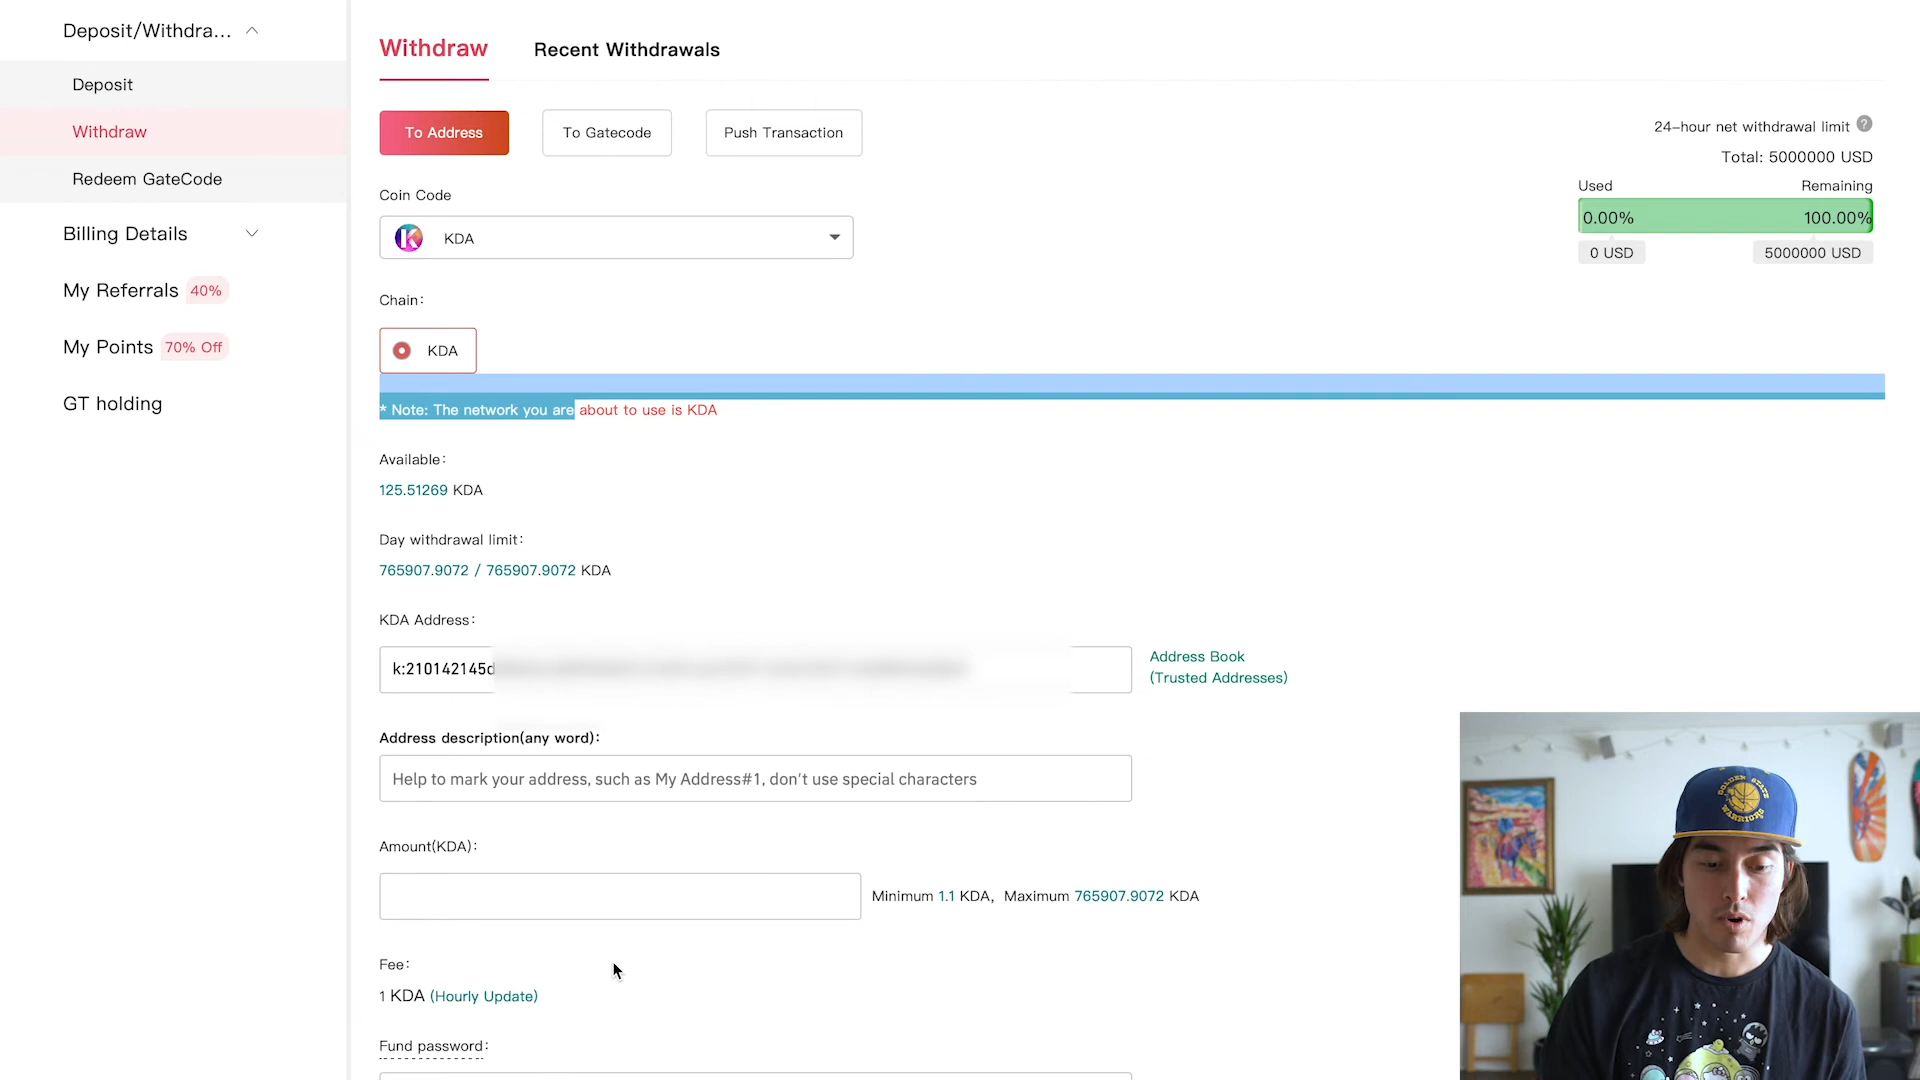 Deposit/Withdra...
Deposit
Withdraw
Redeem GateCode
Billing Details
My Referrals 40%
My Points 70% Off
GT holding
Withdraw Recent Withdrawals
To Address To Gatecode Push Transaction
24-hour net withdrawal limit ?
Total: 5000000 USD
Used Remaining
0.00% 100.00%
0 USD 5000000 USD
Coin Code
KDA
Chain:
KDA
* Note: The network you are about to use is KDA
Available:
125.51269 KDA
Day withdrawal limit:
765907.9072 / 765907.9072 KDA
KDA Address:
k:210142145d
Address Book
(Trusted Addresses)
Address description(any word):
Help to mark your address, such as My Address#1, don't use special characters
Amount(KDA):
Minimum 1.1 KDA, Maximum 765907.9072 KDA
Fee:
1 KDA (Hourly Update)
Fund password:
GOLDEN STATE
WARRIORS